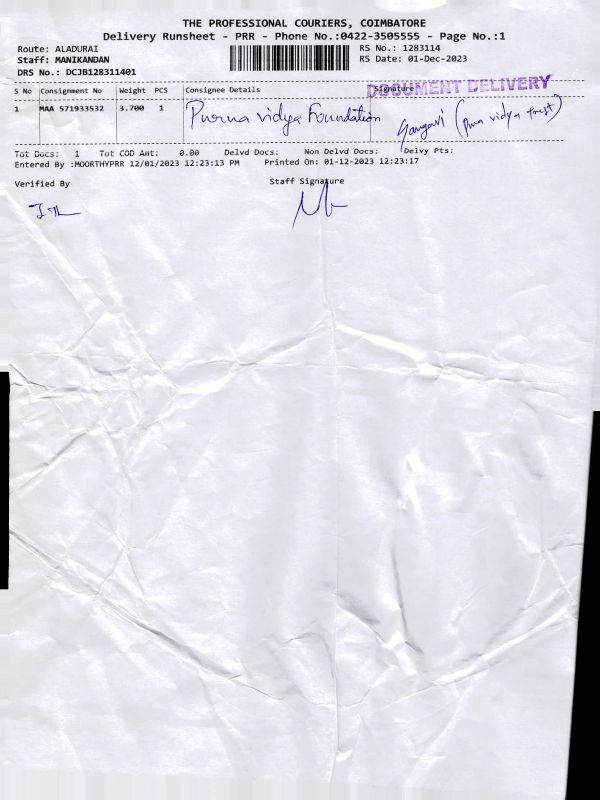 THE PROFESSIONAL COURIERS, COIMBATORE
Delivery Runsheet - PRR - Phone No.:0422-3505555 - Page No.:1
Route: ALADURAI
RS No.: 1283114
Staff: MANIKANDAN
RS Date: 01-Dec-2023
DRS No.: DCJB128311401
DOCUMENT DELIVERY
S No Consignment No Weight PCS Consignee Details Signature
1 MAA 571933532 3.700 1 Purna vidya Foundation
Tot Docs: 1 Tot COD Amt: 0.00 Delvd Docs: Non Delvd Docs: Delvy Pts:
Entered By :MOORTHYPRR 12/01/2023 12:23:13 PM Printed On: 01-12-2023 12:23:17
Verified By Staff Signature